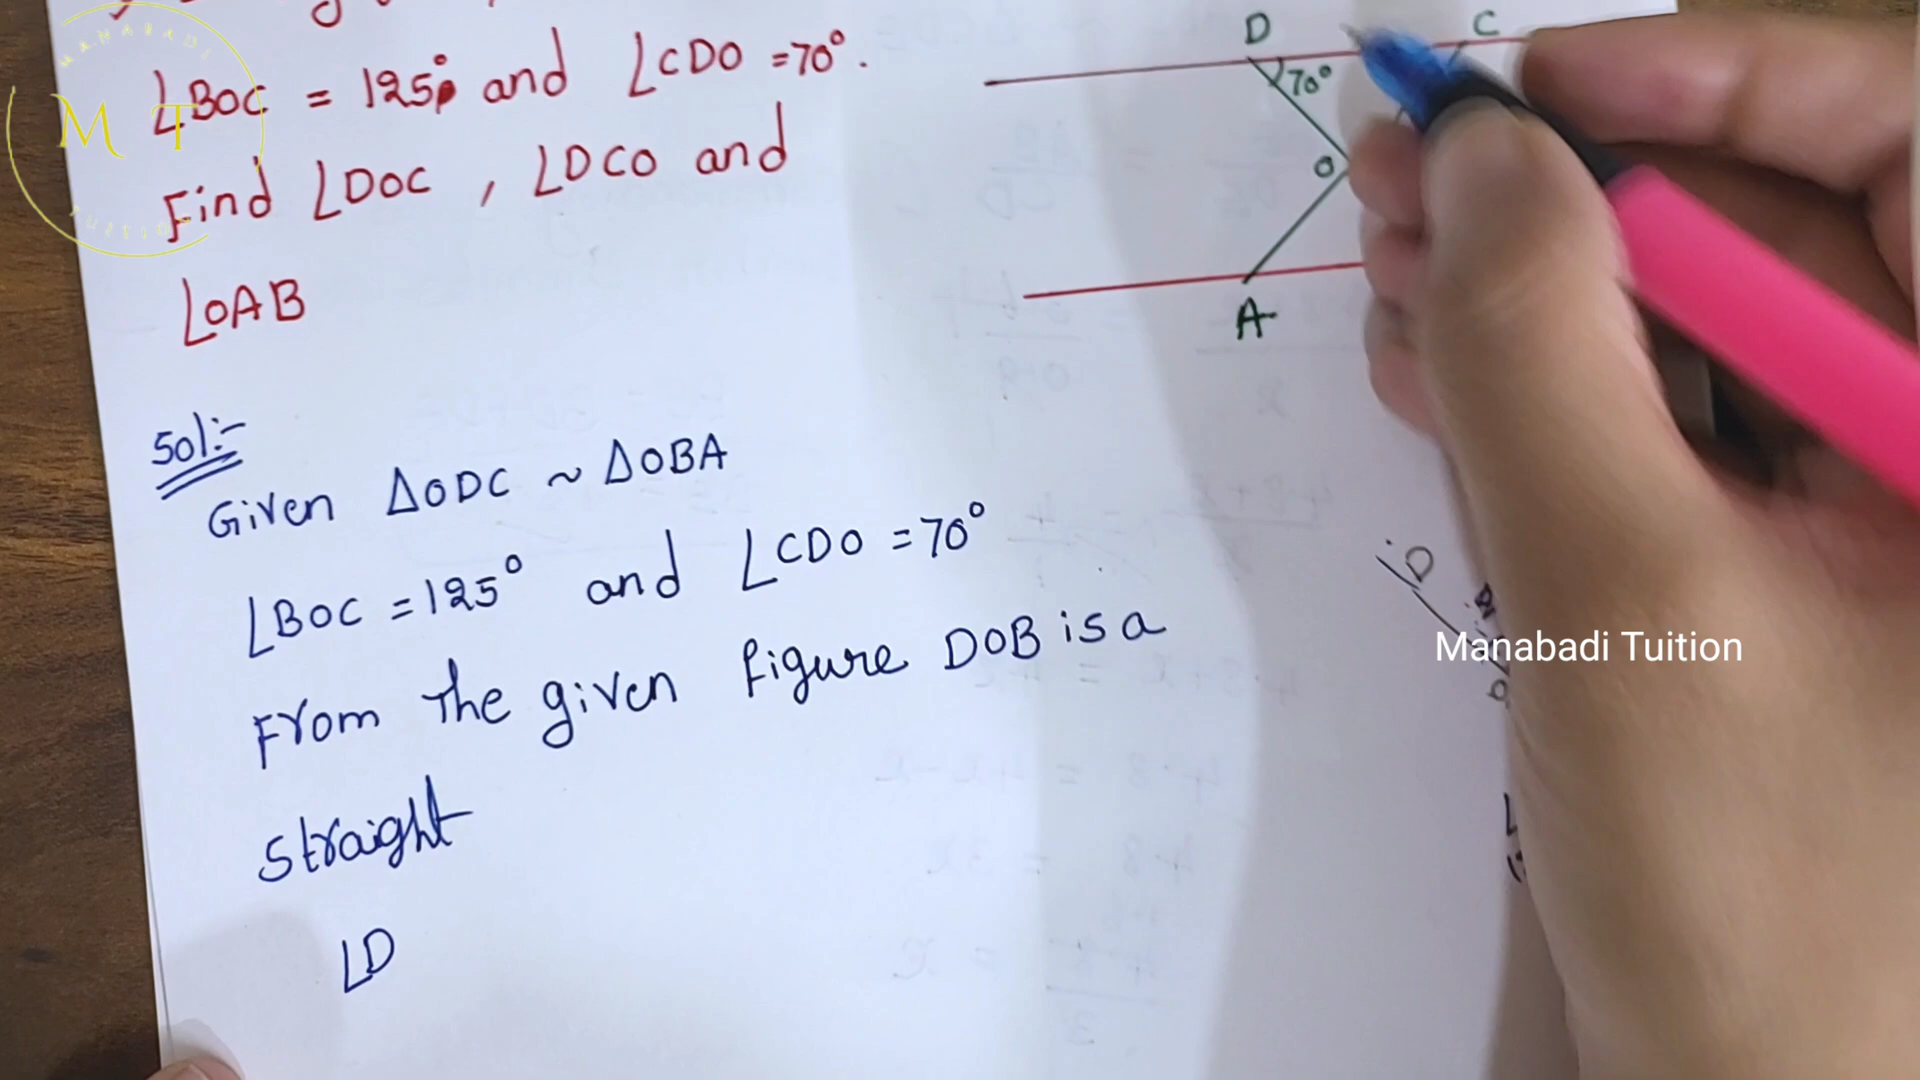 ∠BOC = 125° and ∠CDO = 70°.
Find ∠DOC , ∠DCO and
∠OAB
D
C
70°
O
A
Sol:-
Given ΔODC ~ ΔOBA
∠BOC = 125° and ∠CDO = 70°
From the given figure DOB is a
straight
∠D
D
MT
Manabadi Tuition